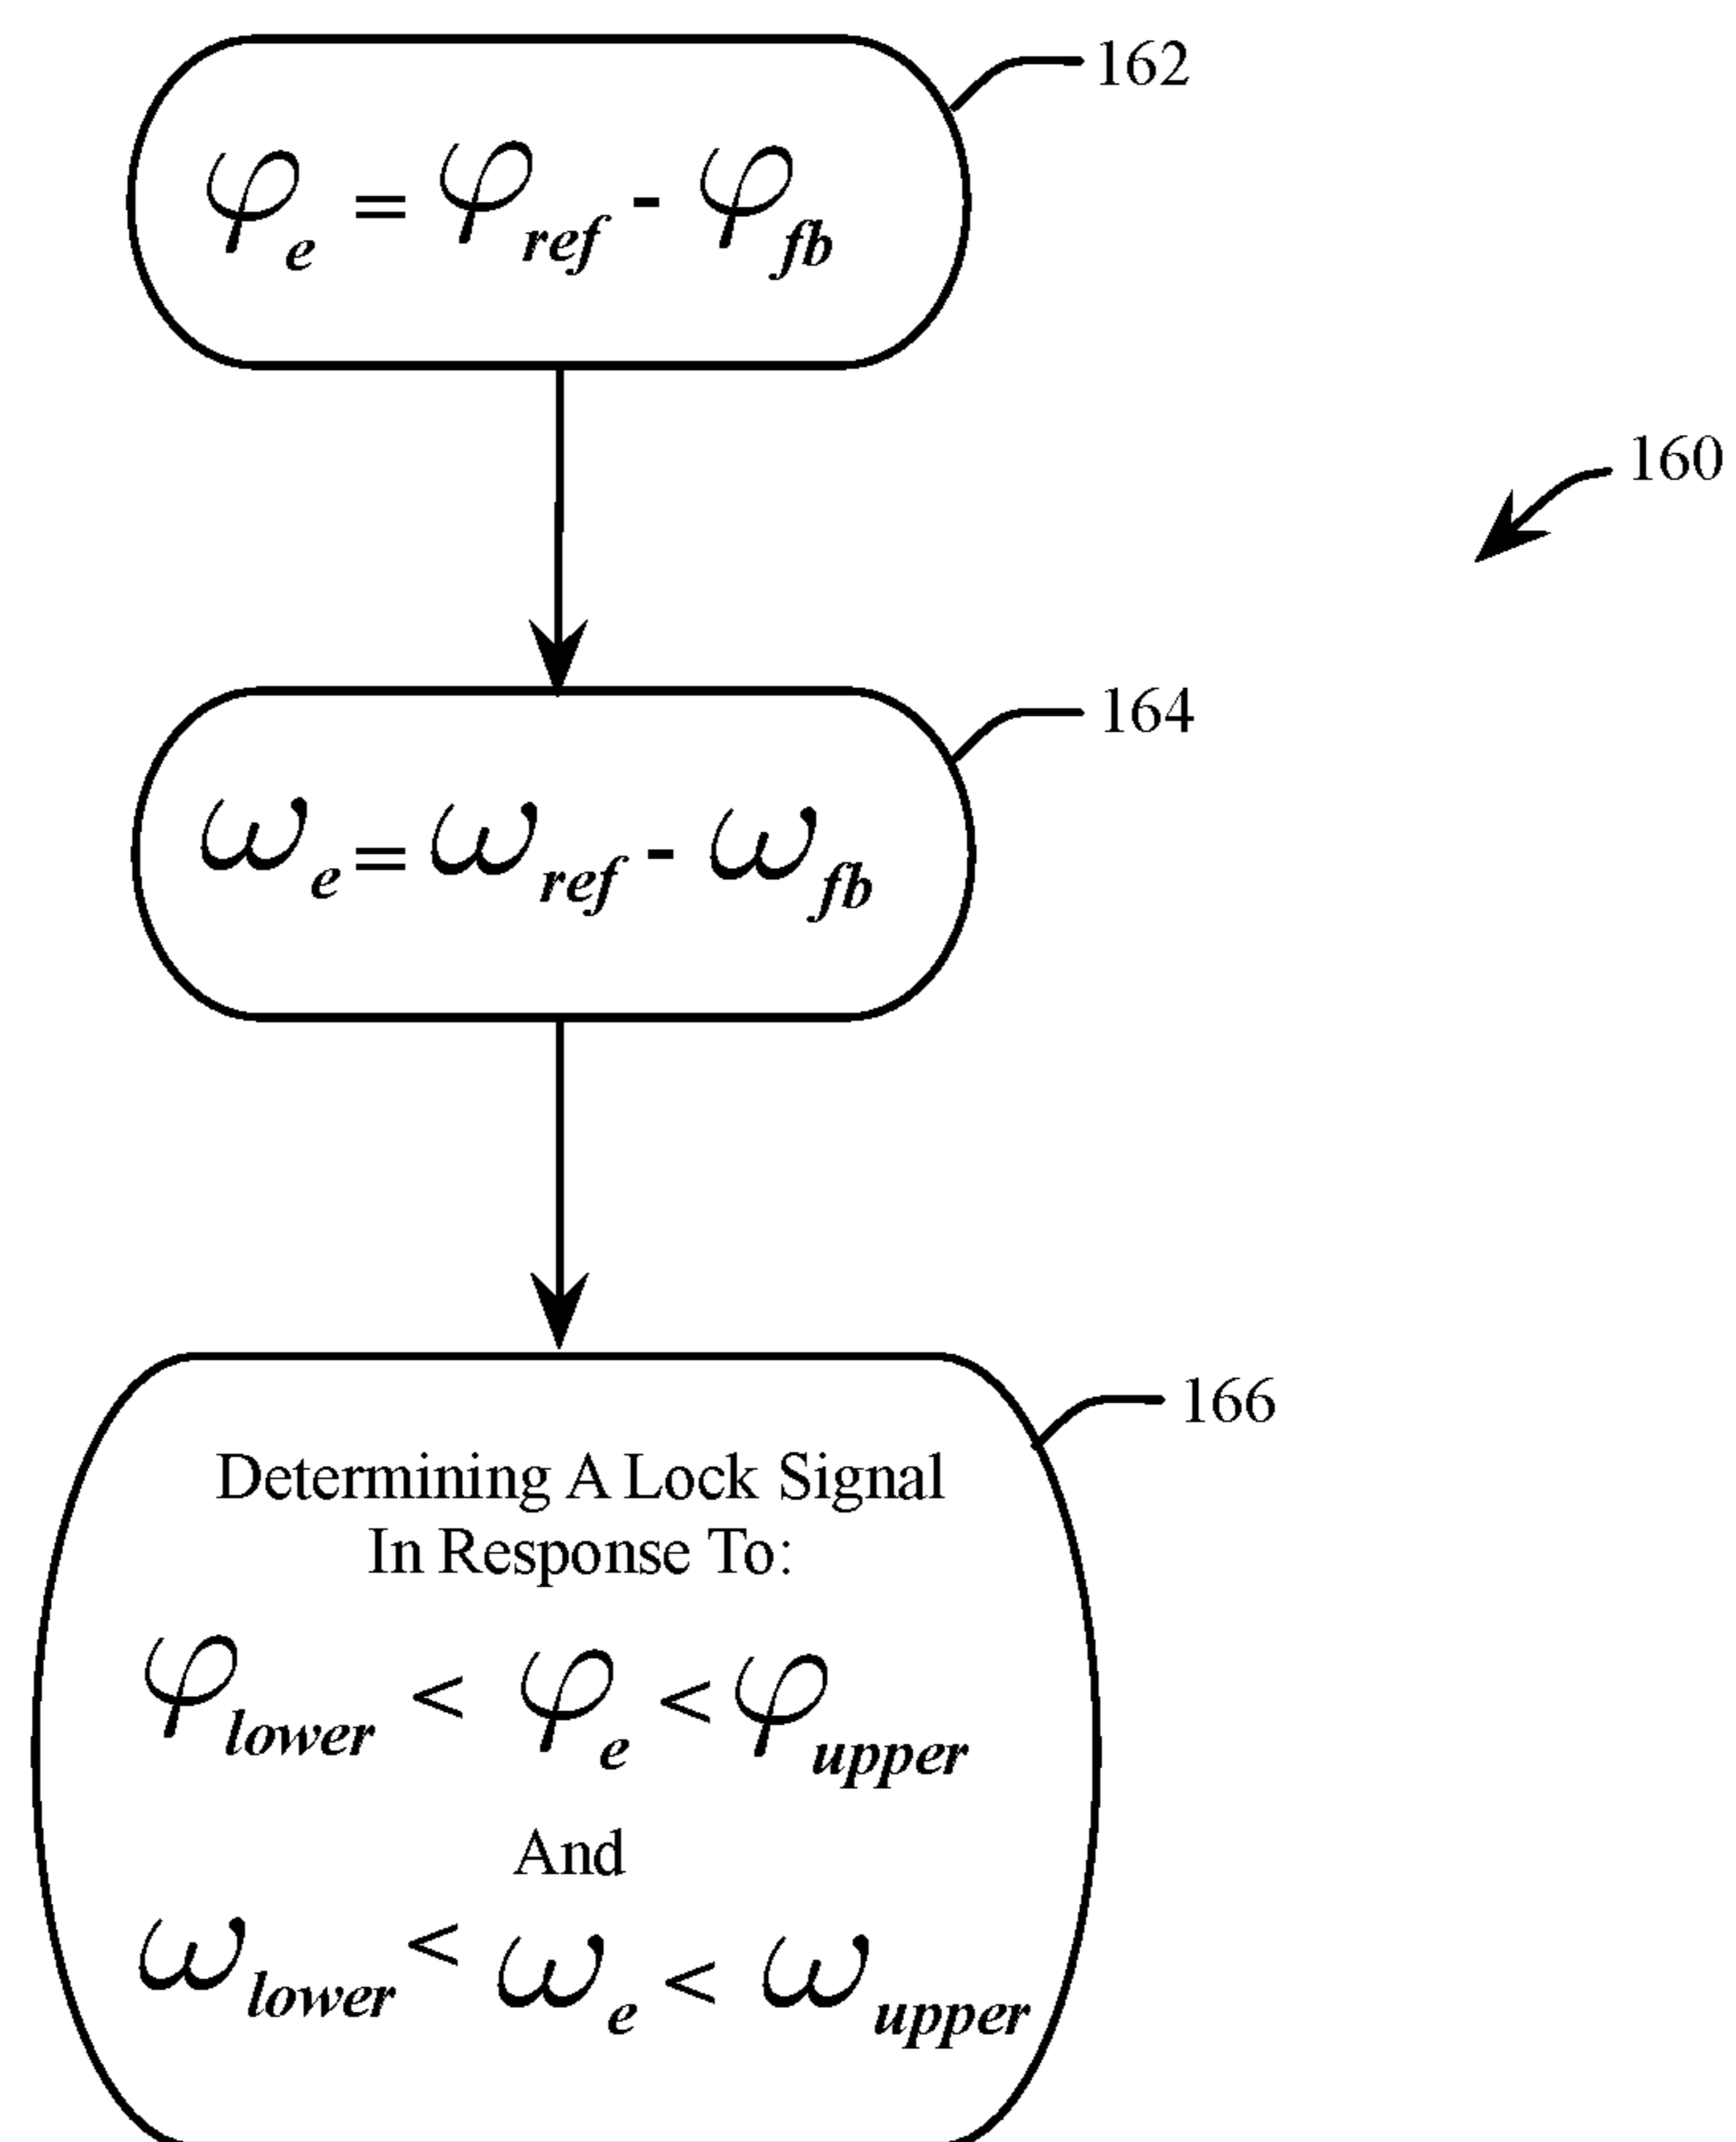 162
φe = φref - φfb
160
164
ωe = ωref - ωfb
166
Determining A Lock Signal
In Response To:
φlower < φe < φupper
And
ωlower < ωe < ωupper